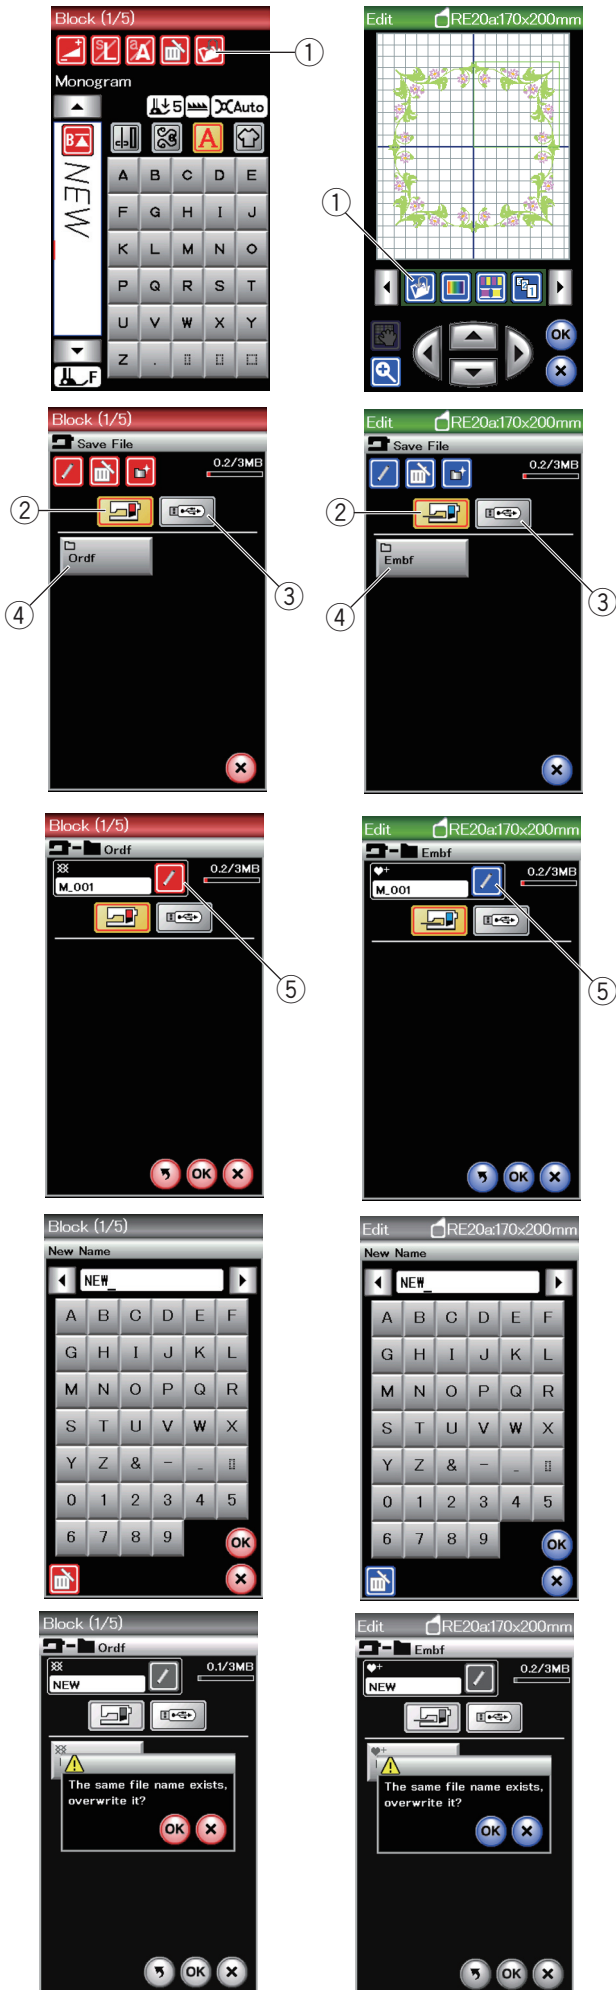 Block (1/5)
①
Monogram
5 Auto
B
NEW
A
A B C D E
F G H I J
K L M N O
P Q R S T
U V W X Y
Z .
F
Edit RE20a:170x200mm
①
OK
Block (1/5)
Save File
0.2/3MB
②
③
Ordf
④
Edit RE20a:170x200mm
Save File
0.2/3MB
②
③
Embf
④
Block (1/5)
Ordf
0.2/3MB
M_001
⑤
OK
Edit RE20a:170x200mm
Embf
0.2/3MB
M_001
⑤
OK
Block (1/5)
New Name
NEW_
A B C D E F
G H I J K L
M N O P Q R
S T U V W X
Y Z & - _
0 1 2 3 4 5
6 7 8 9
OK
Edit RE20a:170x200mm
New Name
NEW_
A B C D E F
G H I J K L
M N O P Q R
S T U V W X
Y Z & - _
0 1 2 3 4 5
6 7 8 9
OK
Block (1/5)
Ordf
0.1/3MB
NEW
The same file name exists,
overwrite it?
OK
OK
Edit RE20a:170x200mm
Embf
0.2/3MB
NEW
The same file name exists,
overwrite it?
OK
OK